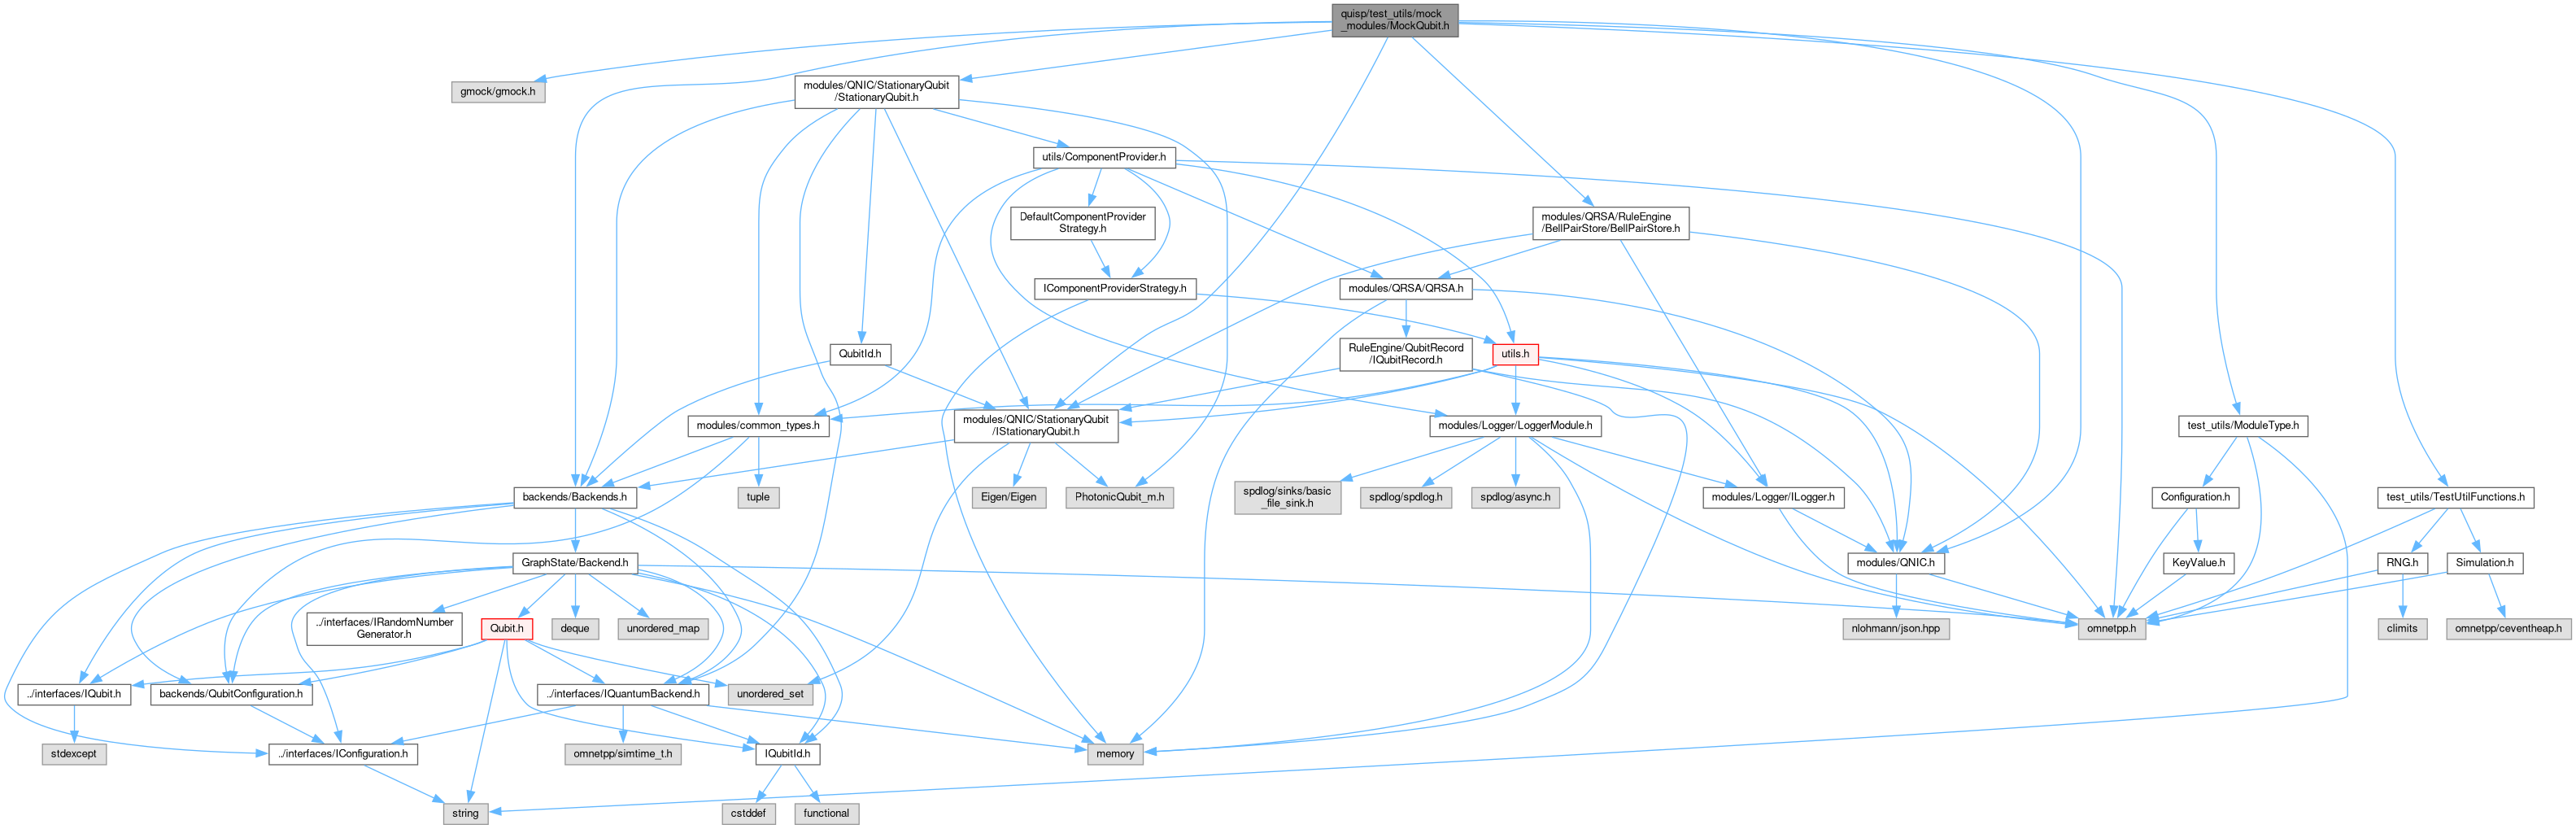 quisp/test_utils/mock
_modules/MockQubit.h
gmock/gmock.h
modules/QNIC/StationaryQubit
/StationaryQubit.h
utils/ComponentProvider.h
DefaultComponentProvider
Strategy.h
modules/QRSA/RuleEngine
/BellPairStore/BellPairStore.h
IComponentProviderStrategy.h
modules/QRSA/QRSA.h
QubitId.h
RuleEngine/QubitRecord
/IQubitRecord.h
utils.h
modules/common_types.h
modules/QNIC/StationaryQubit
/IStationaryQubit.h
modules/Logger/LoggerModule.h
test_utils/ModuleType.h
backends/Backends.h
tuple
Eigen/Eigen
PhotonicQubit_m.h
spdlog/sinks/basic
_file_sink.h
spdlog/spdlog.h
spdlog/async.h
modules/Logger/ILogger.h
Configuration.h
test_utils/TestUtilFunctions.h
GraphState/Backend.h
modules/QNIC.h
KeyValue.h
RNG.h
Simulation.h
../interfaces/IRandomNumber
Generator.h
Qubit.h
deque
unordered_map
nlohmann/json.hpp
omnetpp.h
climits
omnetpp/ceventheap.h
../interfaces/IQubit.h
backends/QubitConfiguration.h
../interfaces/IQuantumBackend.h
unordered_set
stdexcept
../interfaces/IConfiguration.h
omnetpp/simtime_t.h
IQubitId.h
memory
string
cstddef
functional